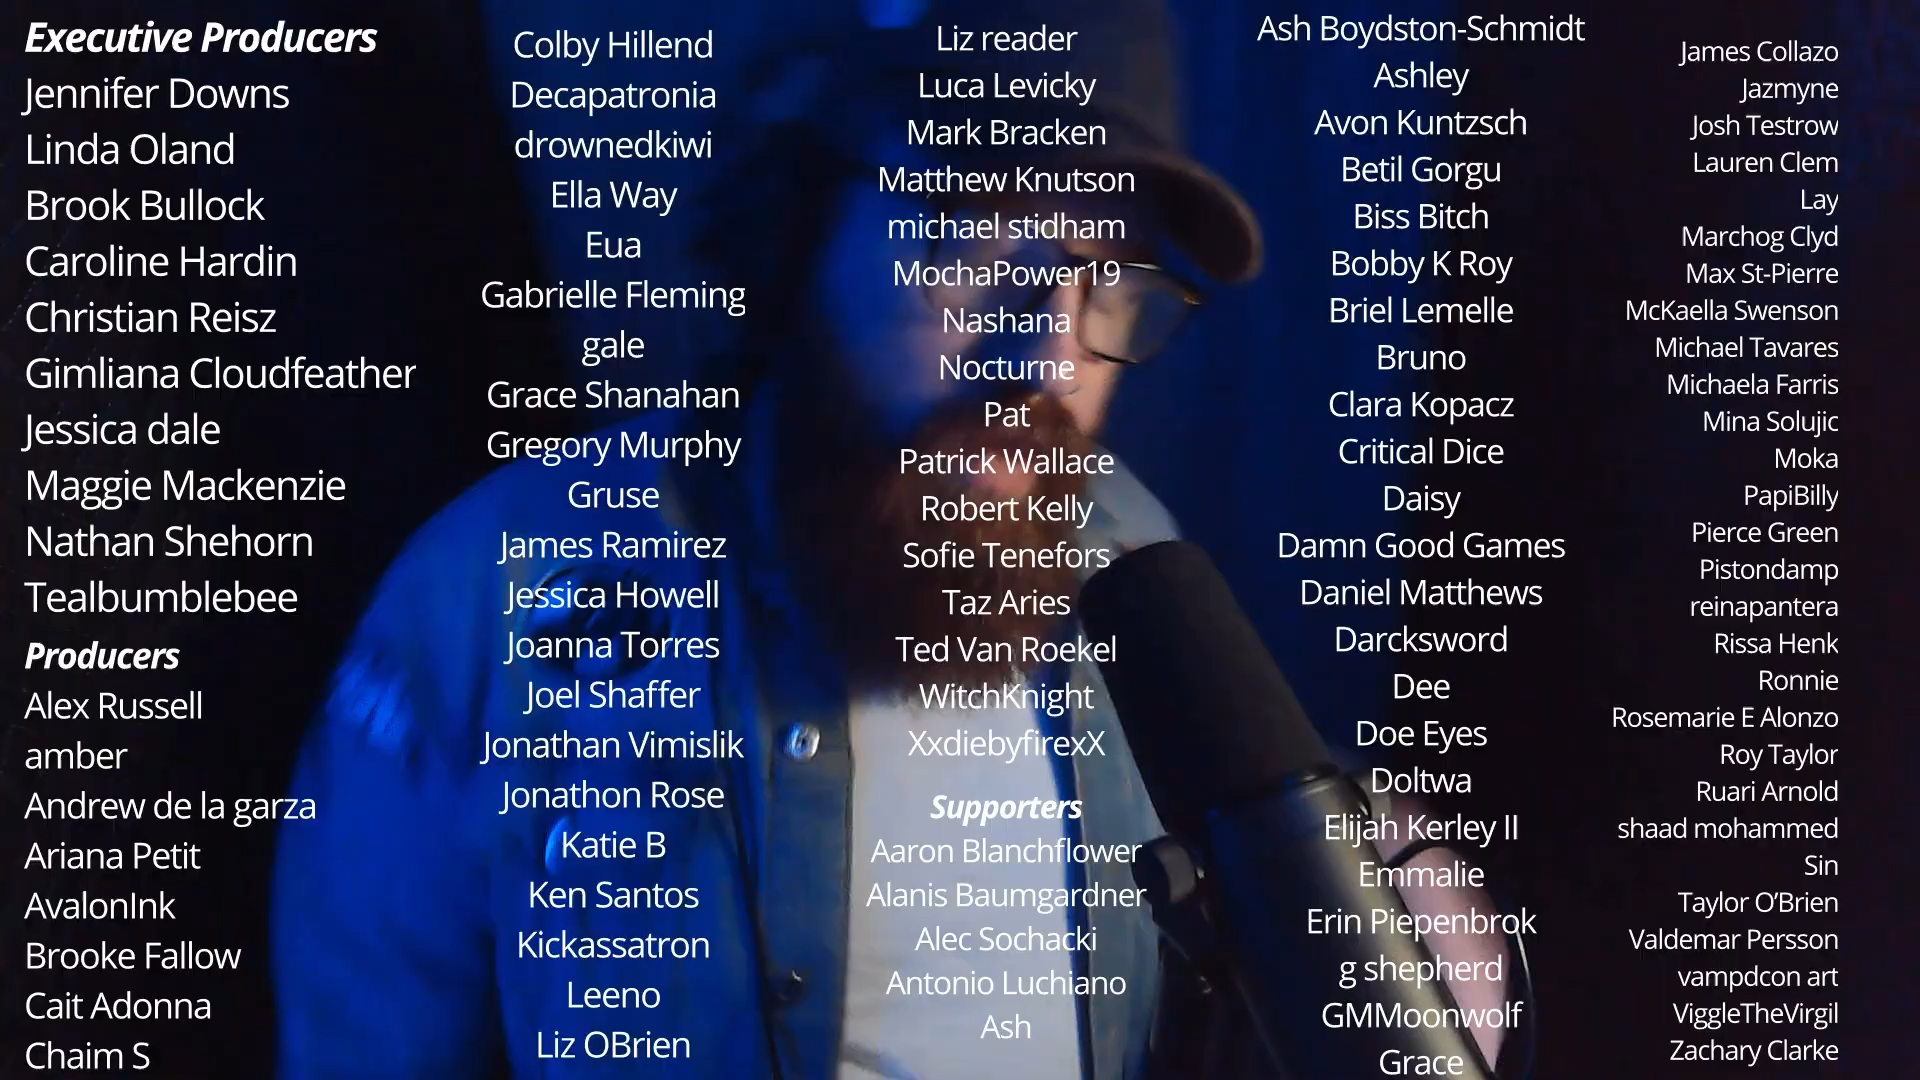 Executive Producers
Jennifer Downs
Linda Oland
Brook Bullock
Caroline Hardin
Christian Reisz
Gimliana Cloudfeather
Jessica dale
Maggie Mackenzie
Nathan Shehorn
Tealbumblebee
Producers
Alex Russell
amber
Andrew de la garza
Ariana Petit
AvalonInk
Brooke Fallow
Cait Adonna
Chaim S
Colby Hillend
Decapatronia
drownedkiwi
Ella Way
Eua
Gabrielle Fleming
gale
Grace Shanahan
Gregory Murphy
Gruse
James Ramirez
Jessica Howell
Joanna Torres
Joel Shaffer
Jonathan Vimislik
Jonathon Rose
Katie B
Ken Santos
Kickassatron
Leeno
Liz OBrien
Liz reader
Luca Levicky
Mark Bracken
Matthew Knutson
michael stidham
MochaPower19
Nashana
Nocturne
Pat
Patrick Wallace
Robert Kelly
Sofie Tenefors
Taz Aries
Ted Van Roekel
WitchKnight
XxdiebyfirexX
Supporters
Aaron Blanchflower
Alanis Baumgardner
Alec Sochacki
Antonio Luchiano
Ash
Ash Boydston-Schmidt
Ashley
Avon Kuntzsch
Betil Gorgu
Biss Bitch
Bobby K Roy
Briel Lemelle
Bruno
Clara Kopacz
Critical Dice
Daisy
Damn Good Games
Daniel Matthews
Darcksword
Dee
Doe Eyes
Doltwa
Elijah Kerley II
Emmalie
Erin Piepenbrok
g shepherd
GMMoonwolf
Grace
James Collazo
Jazmyne
Josh Testrow
Lauren Clem
Lay
Marchog Clyd
Max St-Pierre
McKaella Swenson
Michael Tavares
Michaela Farris
Mina Solujic
Moka
PapiBilly
Pierce Green
Pistondamp
reinapantera
Rissa Henk
Ronnie
Rosemarie E Alonzo
Roy Taylor
Ruari Arnold
shaad mohammed
Sin
Taylor O’Brien
Valdemar Persson
vampdcon art
ViggleTheVirgil
Zachary Clarke